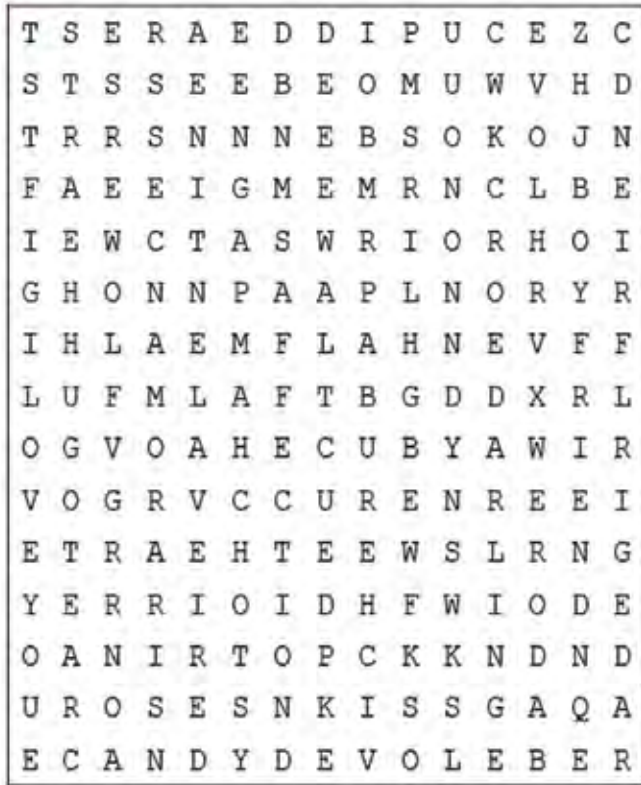 T S E R A E D D I P U C E Z C
S T S S E E B E O M U W V H D
T R R S N N N E B S O K O J N
F A E E I G M E M R N C L B E
I E W C T A S W R I O R H O I
G H O N N P A A P L N O R Y R
I H L A E M F L A H N E V F F
L U F M L A F T B G D D X R L
O G V O A H E C U B Y A W I R
V O G R V C C U R E N R E E I
E T R A E H T E E W S L R N G
Y E R R I O I D H F W I O D E
O A N I R T O P C K K N D N D
U R O S E S N K I S S G A Q A
E C A N D Y D E V O L E B E R